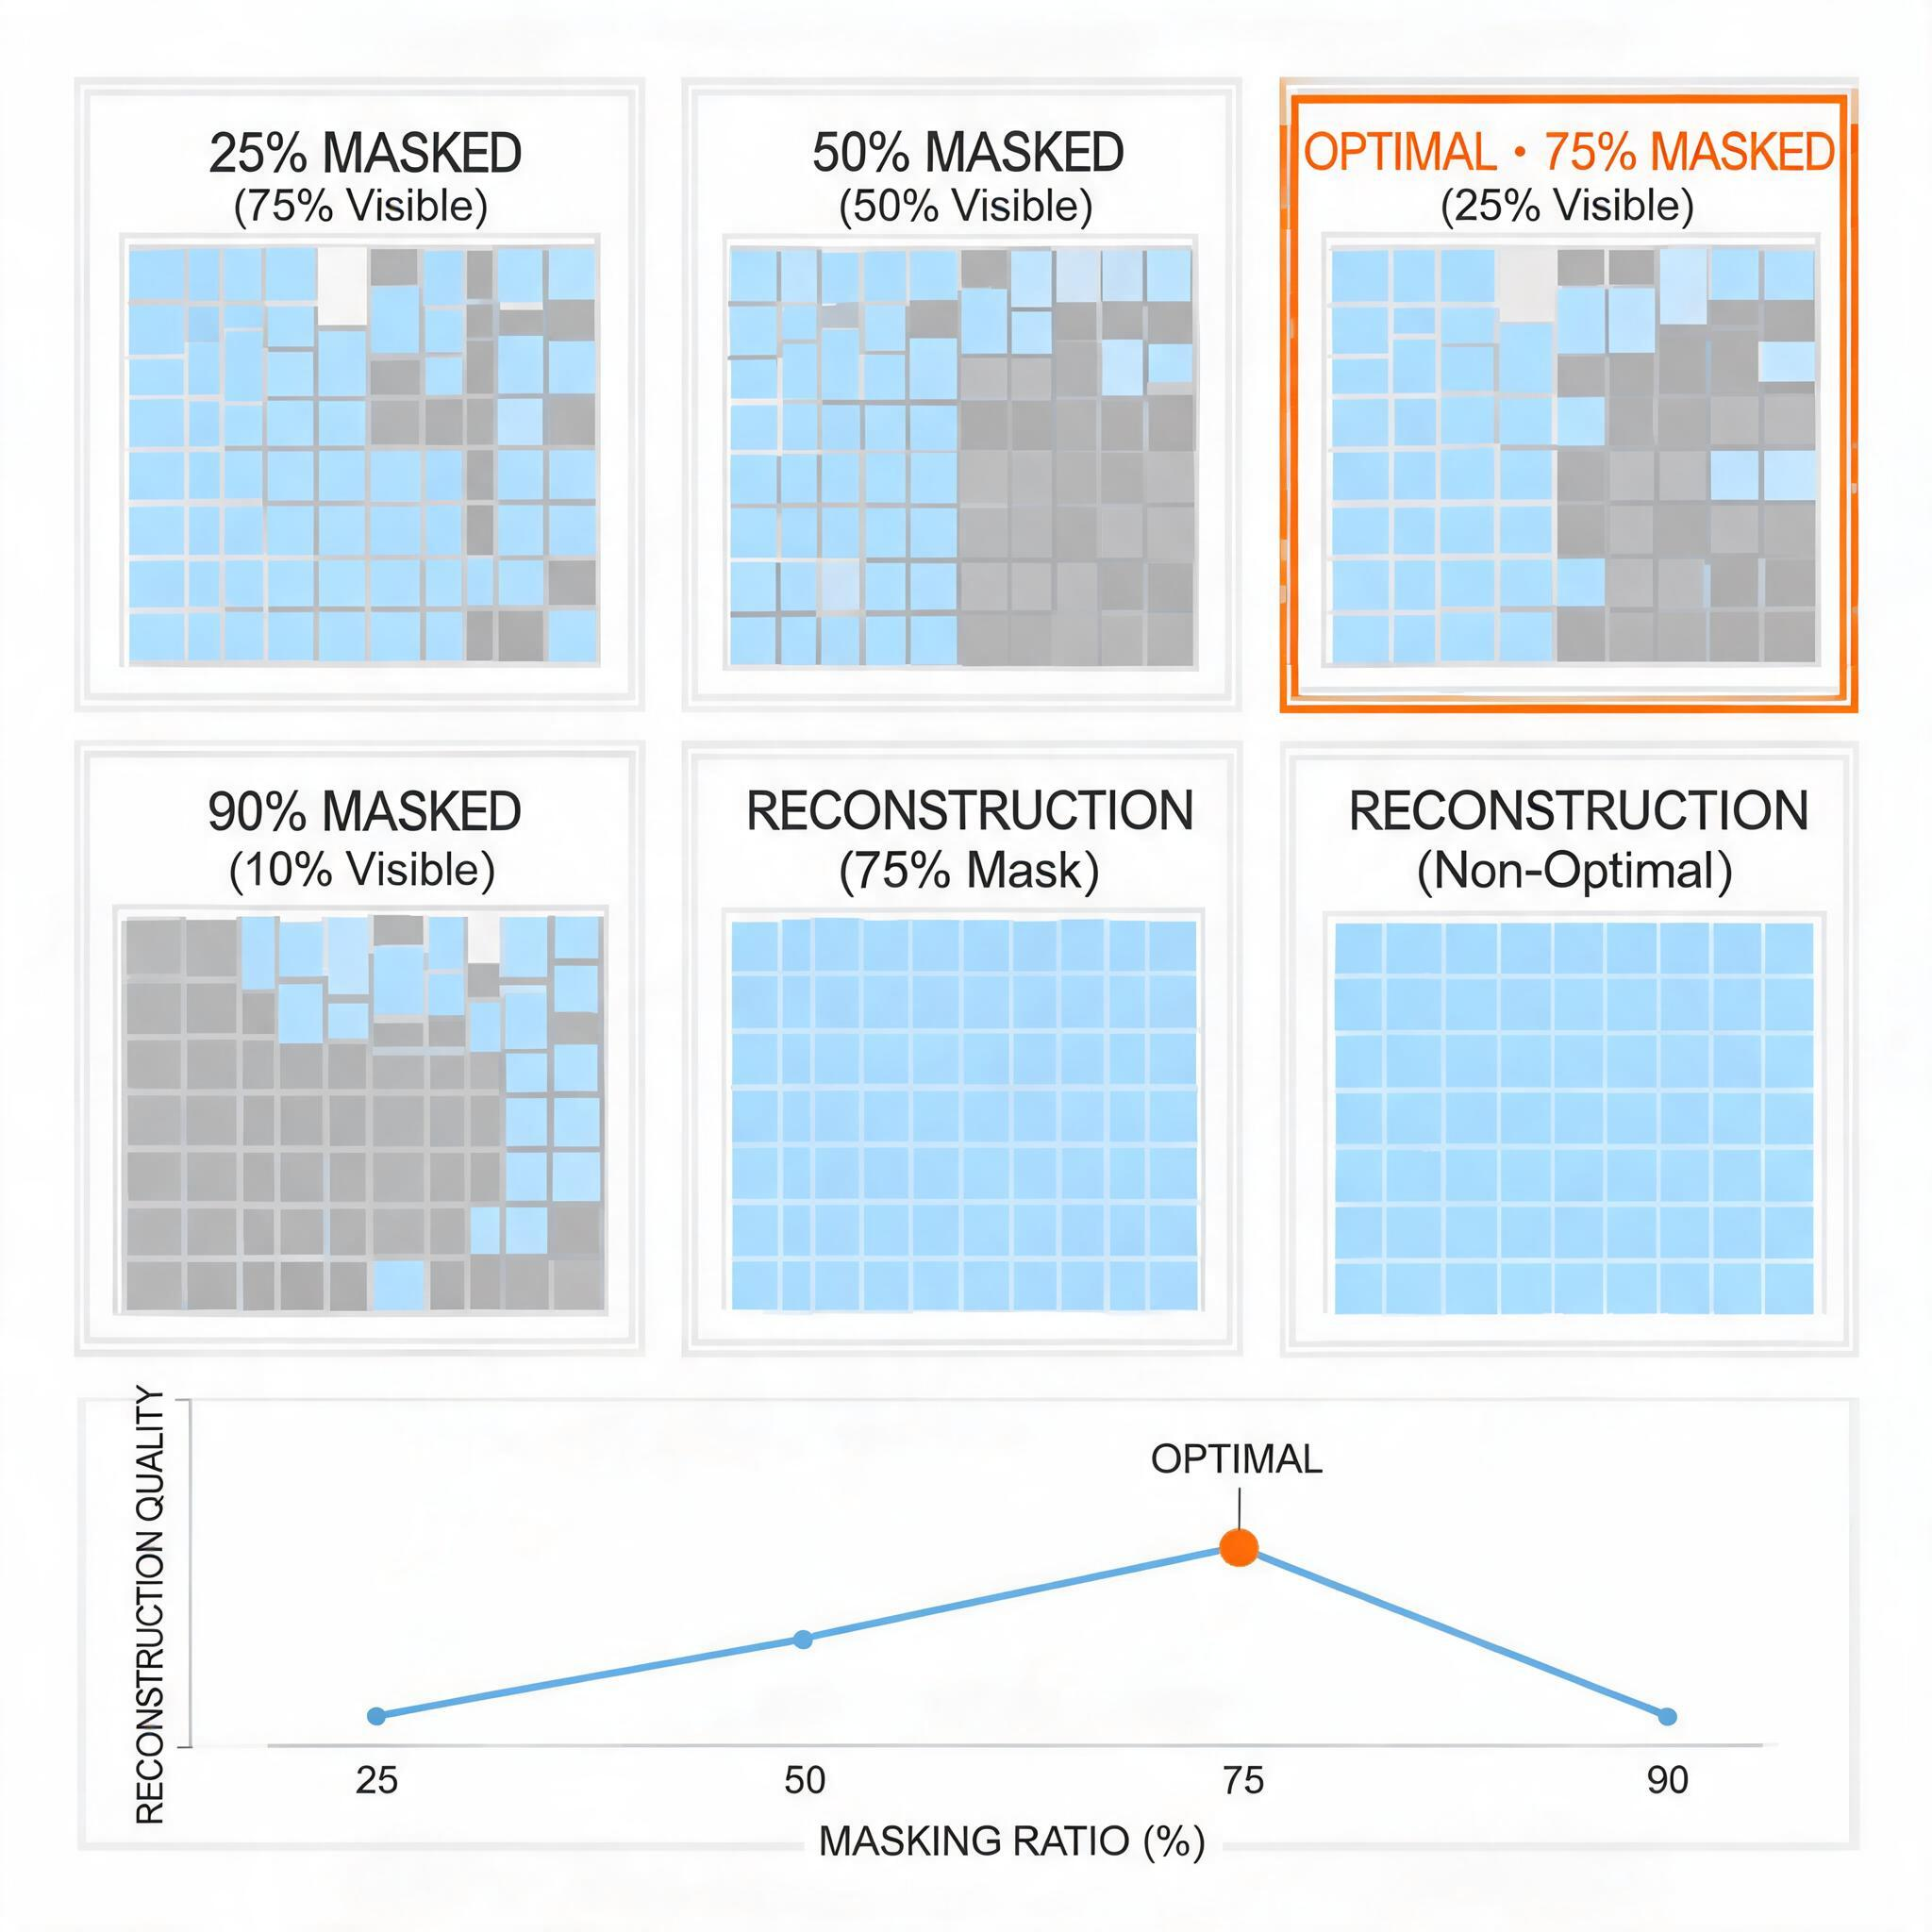 25% MASKED
(75% Visible)
50% MASKED
(50% Visible)
OPTIMAL • 75% MASKED
(25% Visible)
90% MASKED
(10% Visible)
RECONSTRUCTION
(75% Mask)
RECONSTRUCTION
(Non-Optimal)
RECONSTRUCTION QUALITY
OPTIMAL
25
50
75
90
MASKING RATIO (%)